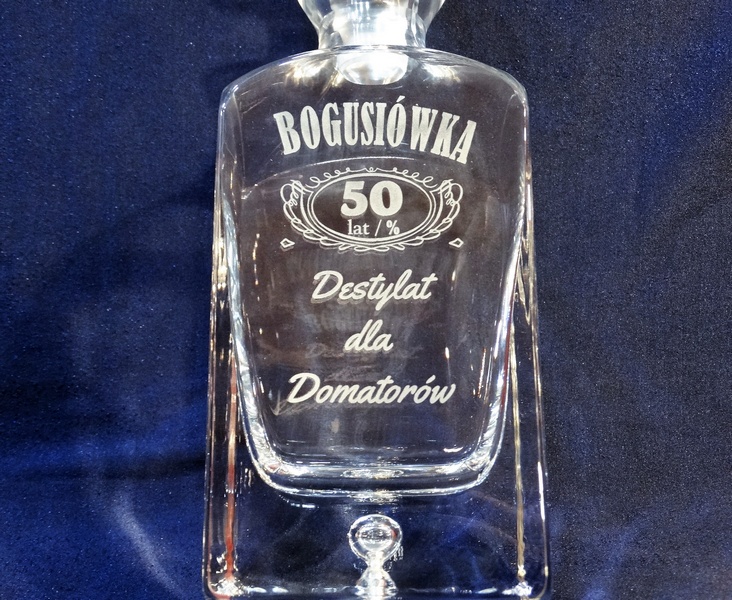 BOGUSIÓWKA
50
lat / %
Destylat
dla
Domatorów